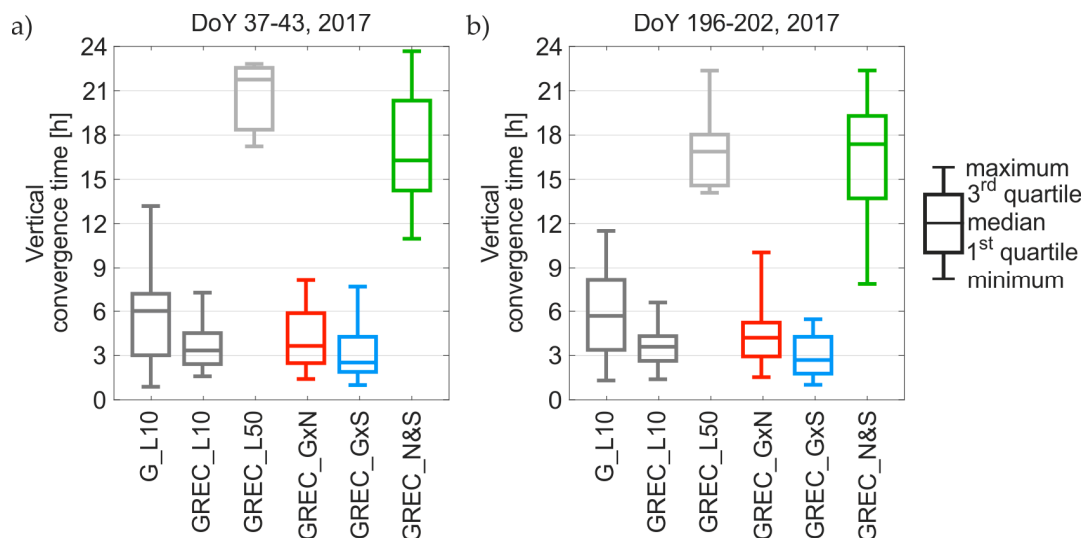 a)
DoY 37-43, 2017
Vertical
convergence time [h]
24
21
18
15
12
9
6
3
0
G_L10
GREC_L10
GREC_L50
GREC_GxN
GREC_GxS
GREC_N&S
b)
DoY 196-202, 2017
Vertical
convergence time [h]
24
21
18
15
12
9
6
3
0
G_L10
GREC_L10
GREC_L50
GREC_GxN
GREC_GxS
GREC_N&S
maximum
3rd quartile
median
1st quartile
minimum